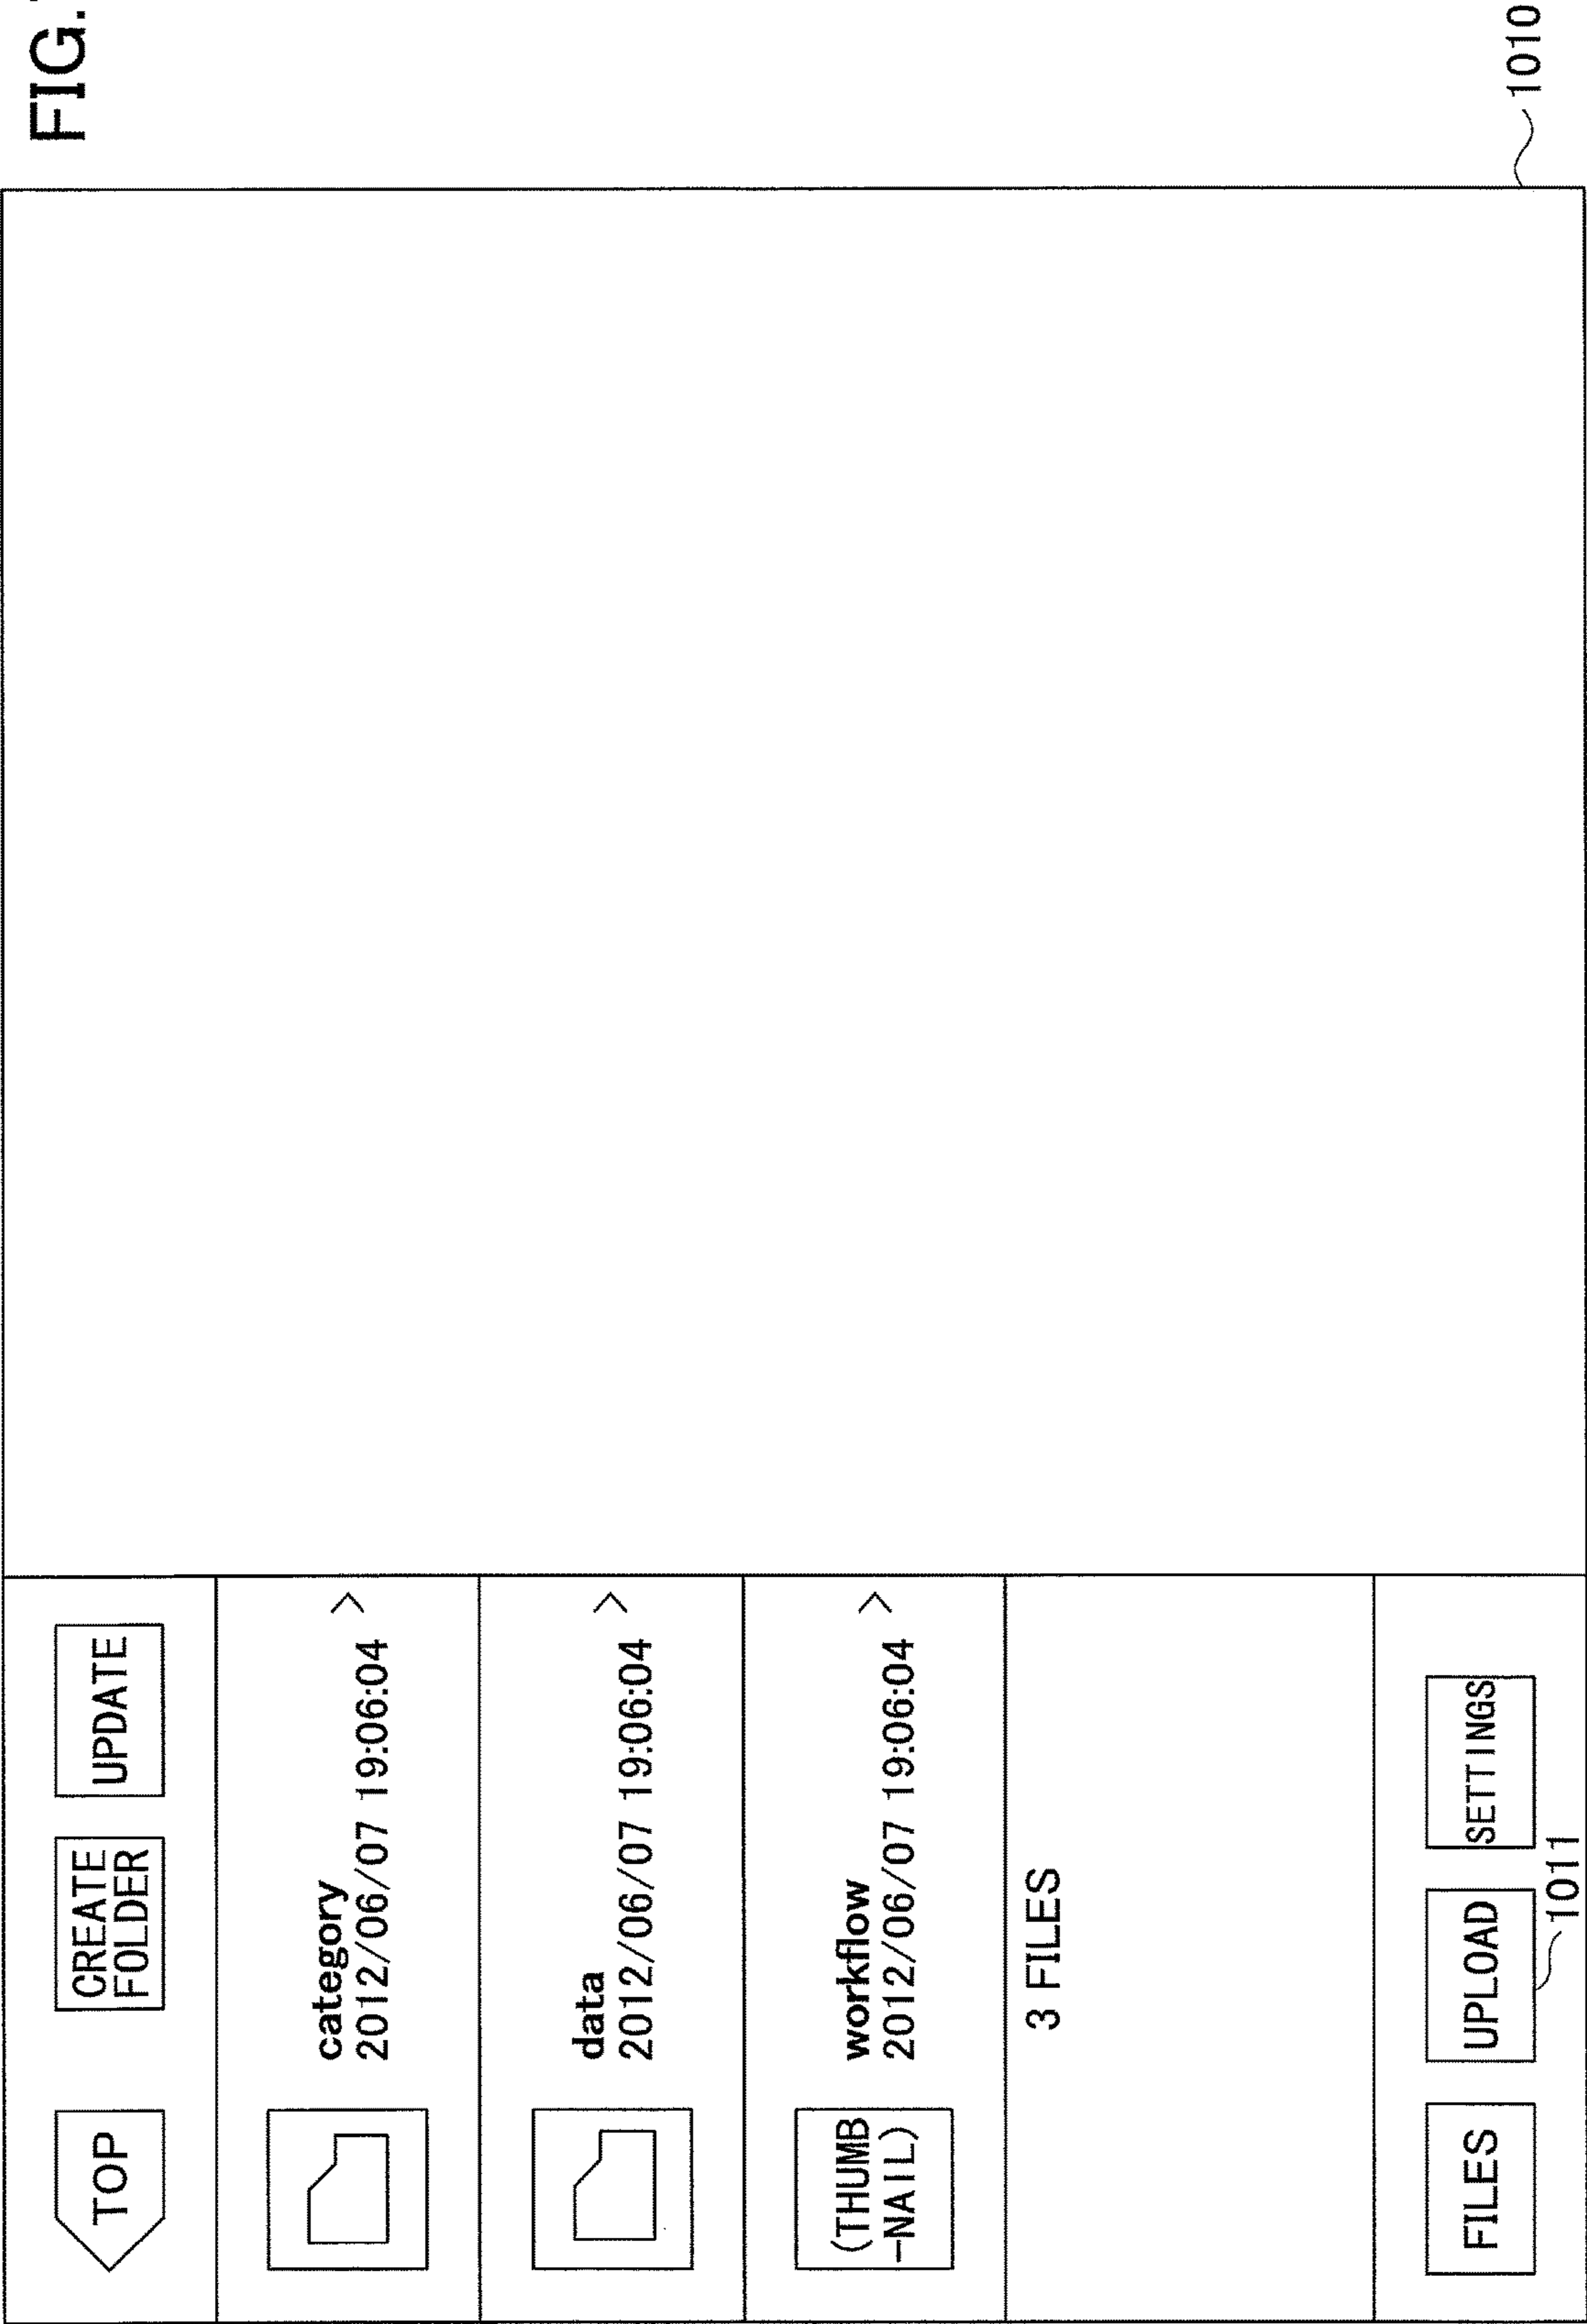 FIG.
TOP
CREATE
FOLDER
UPDATE
category
2012/06/07 19:06:04 >
data
2012/06/07 19:06:04 >
(THUMB
-NAIL)
workflow
2012/06/07 19:06:04 >
3 FILES
FILES
UPLOAD
SETTINGS
1011
1010